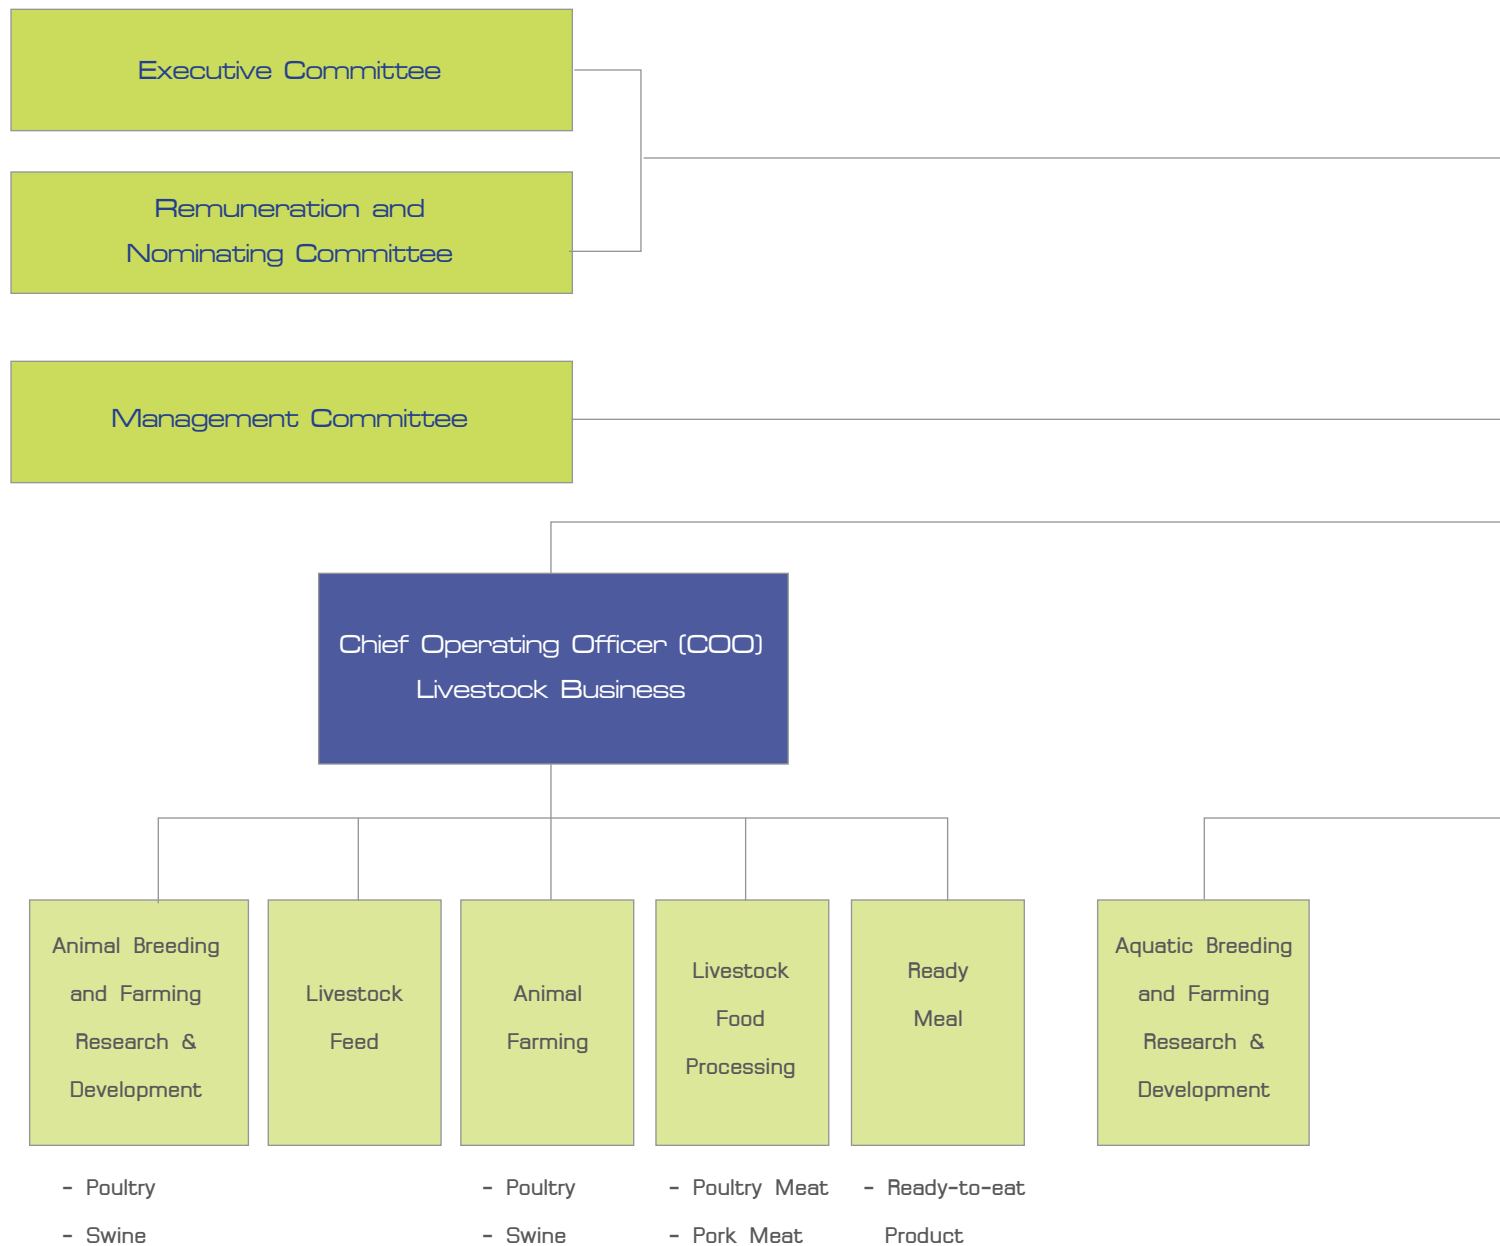 Executive Committee
Remuneration and
Nominating Committee
Management Committee
Chief Operating Officer (COO)
Livestock Business
Animal Breeding
and Farming
Research &
Development
Livestock
Feed
Animal
Farming
Livestock
Food
Processing
Ready
Meal
Aquatic Breeding
and Farming
Research &
Development
- Poultry
- Swine
- Poultry
- Swine
- Poultry Meat
- Pork Meat
- Ready-to-eat
Product